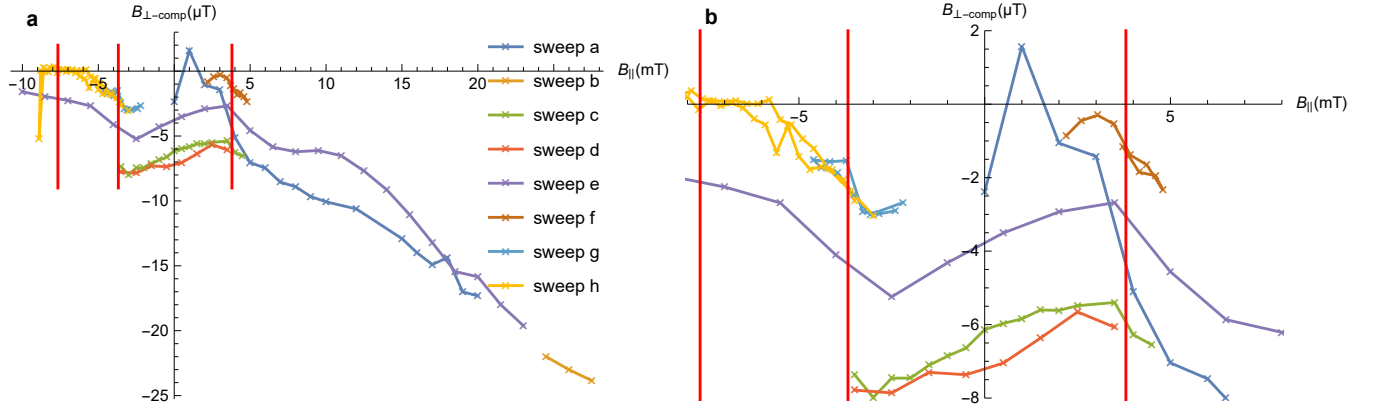 a
B⊥−comp(μT)
sweep a
sweep b
sweep c
sweep d
sweep e
sweep f
sweep g
sweep h
B||(mT)
−10
−5
5
10
15
20
−5
−10
−15
−20
−25
b
B⊥−comp(μT)
B||(mT)
−5
5
2
−2
−4
−6
−8